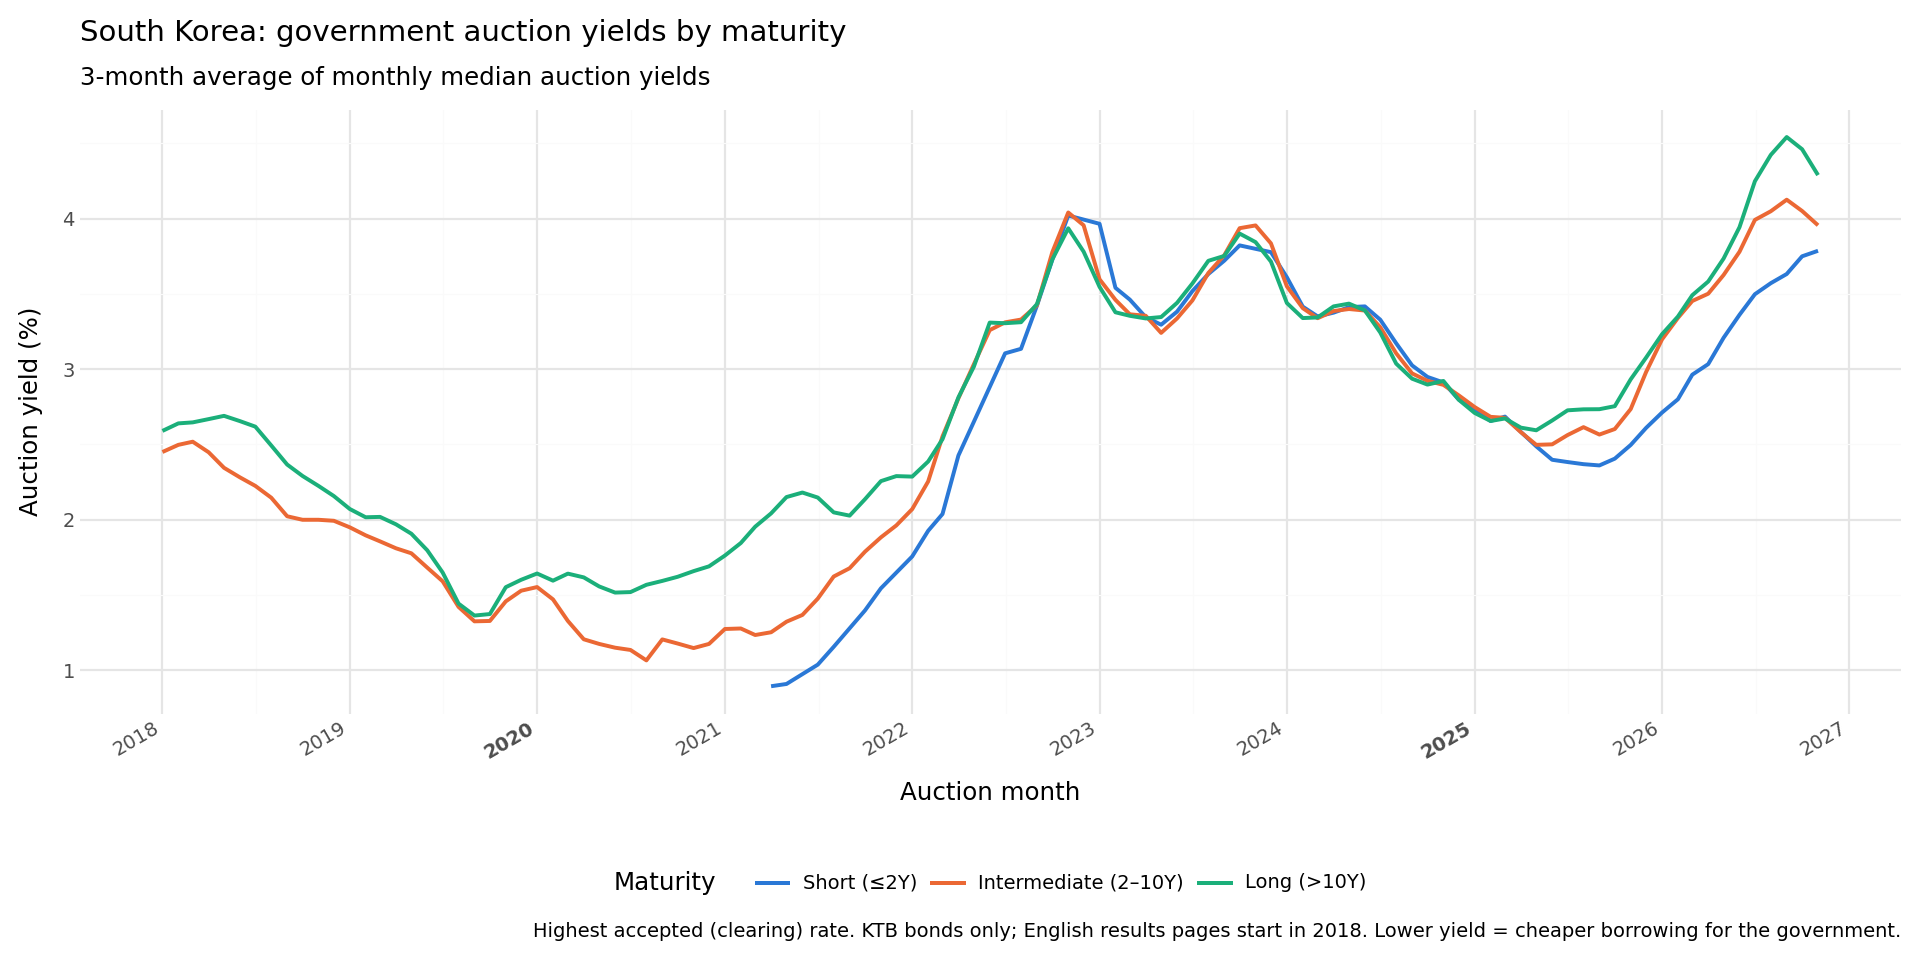 South Korea: government auction yields by maturity
3-month average of monthly median auction yields
Auction yield (%)
4
3
2
1
2018
2019
2020
2021
2022
2023
2024
2025
2026
2027
Auction month
Maturity
Short (≤2Y)
Intermediate (2–10Y)
Long (>10Y)
Highest accepted (clearing) rate. KTB bonds only; English results pages start in 2018. Lower yield = cheaper borrowing for the government.